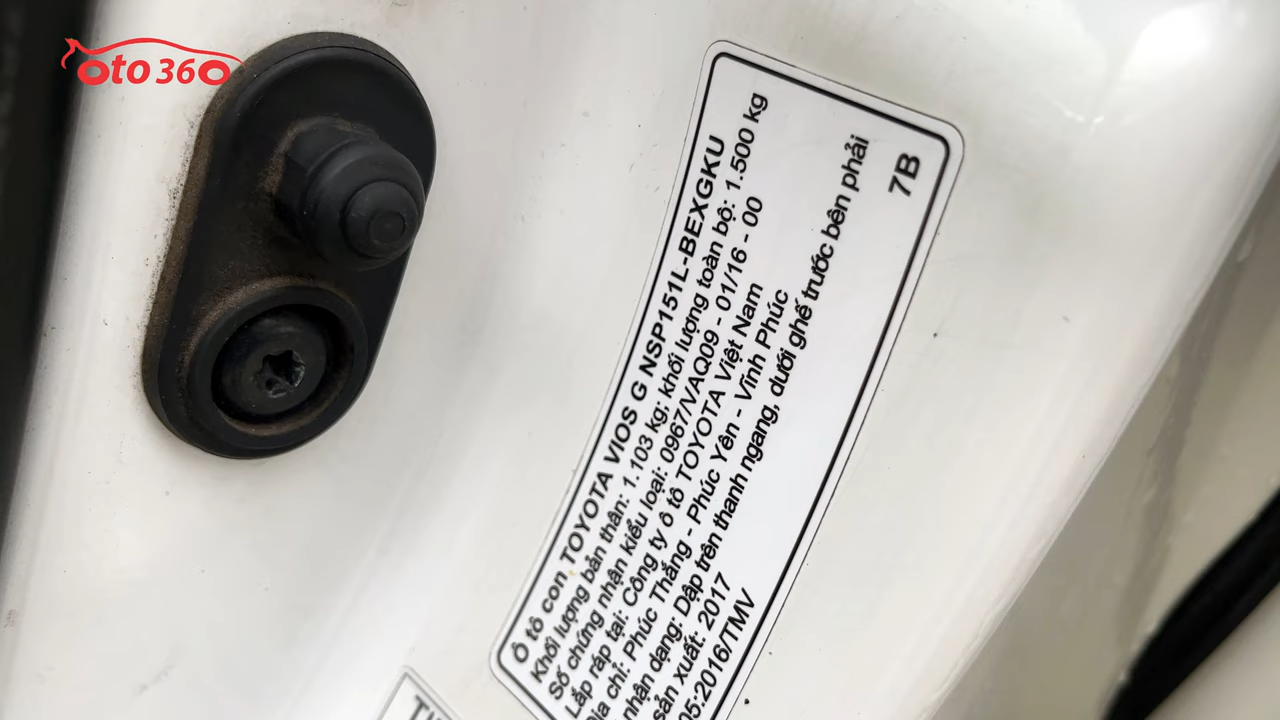 oto360
Ô tô con TOYOTA VIOS G NSP151L-BEXGKU
Khối lượng bản thân: 1.103 kg; khối lượng toàn bộ: 1.500 kg
Số chứng nhận kiểu loại: 0967/VAQ09 - 01/16 - 00
Lắp ráp tại: Công ty ô tô TOYOTA Việt Nam
Địa chỉ: Phúc Thắng - Phúc Yên - Vĩnh Phúc
nhận dạng: Dập trên thanh ngang, dưới ghế trước bên phải
sản xuất: 2017
05:2016/TMV
7B